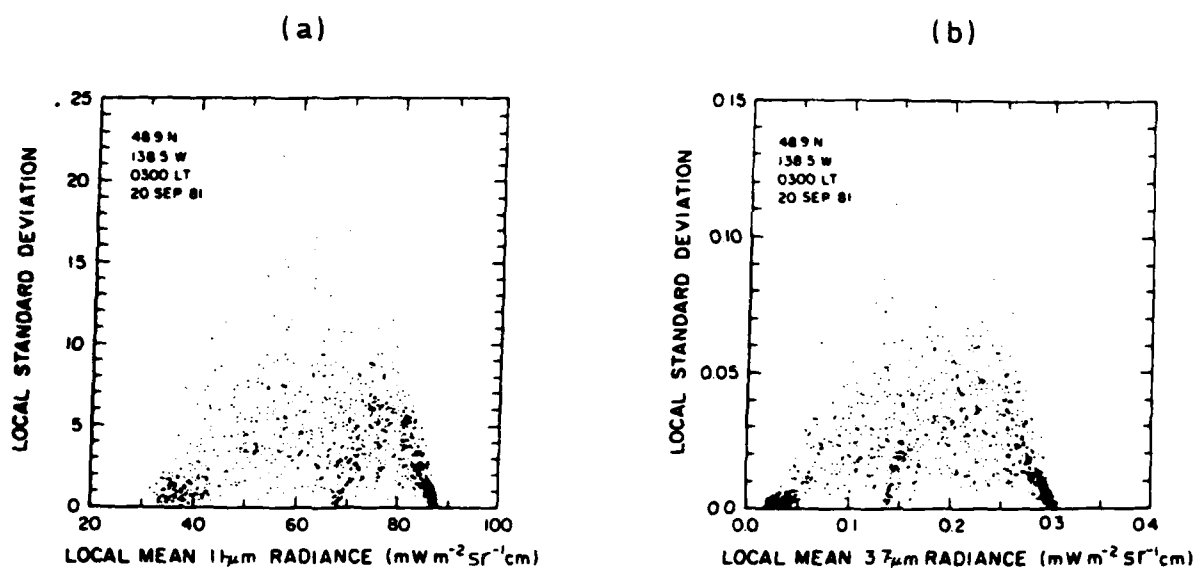 (a)
(b)
25
20
15
10
5
0
LOCAL STANDARD DEVIATION
48.9 N
138.5 W
0300 LT
20 SEP 81
20 40 60 80 100
LOCAL MEAN 11μm RADIANCE (mW m⁻² sr⁻¹ cm)
0.15
0.10
0.05
0.0
LOCAL STANDARD DEVIATION
48.9 N
138.5 W
0300 LT
20 SEP 81
0.0 0.1 0.2 0.3 0.4
LOCAL MEAN 3.7μm RADIANCE (mW m⁻² sr⁻¹ cm)